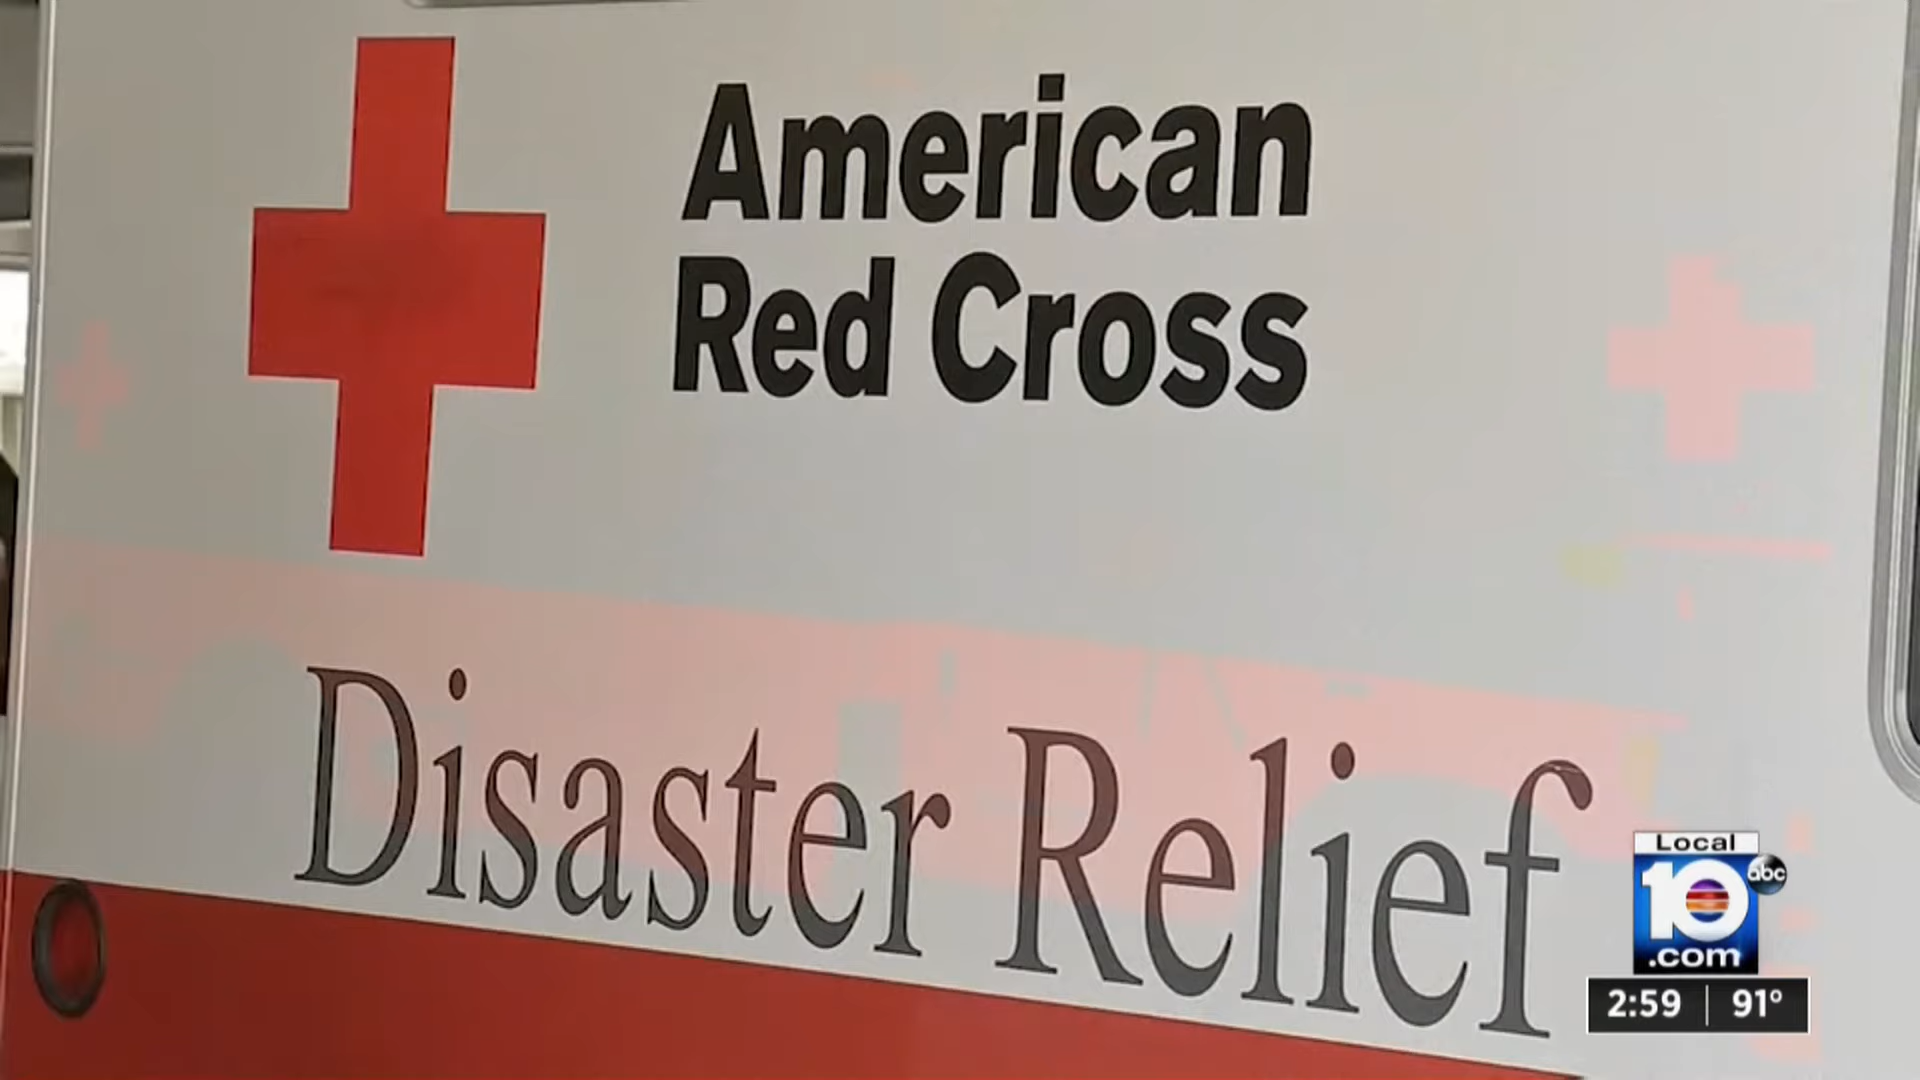 American
Red Cross
Disaster Relief
Local
10
abc
.com
2:59 | 91°